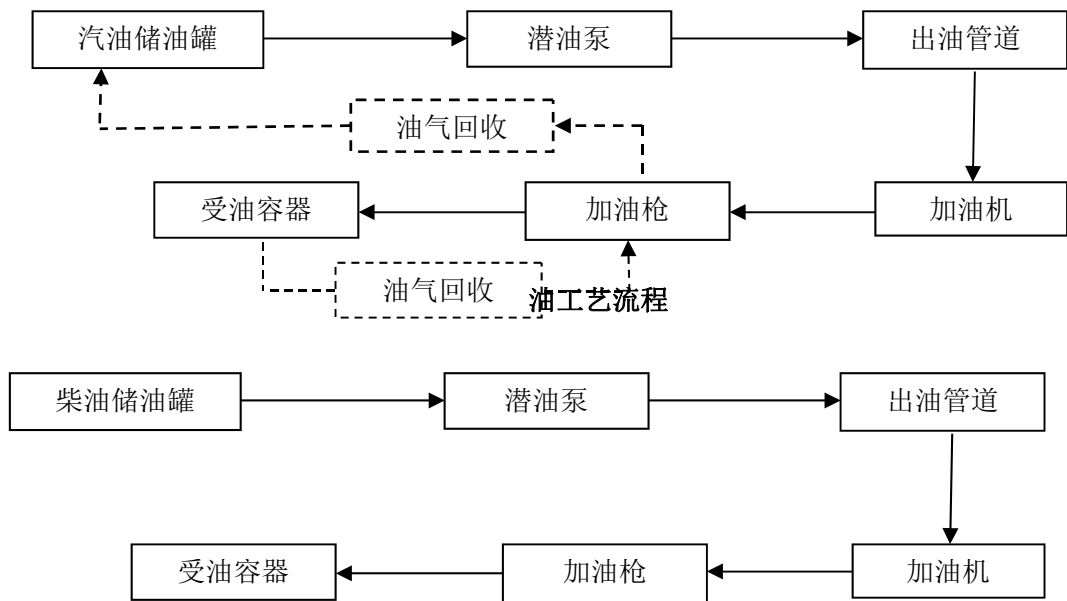 汽油储油罐
潜油泵
出油管道
油气回收
受油容器
加油枪
加油机
油气回收
油工艺流程
柴油储油罐
潜油泵
出油管道
受油容器
加油枪
加油机